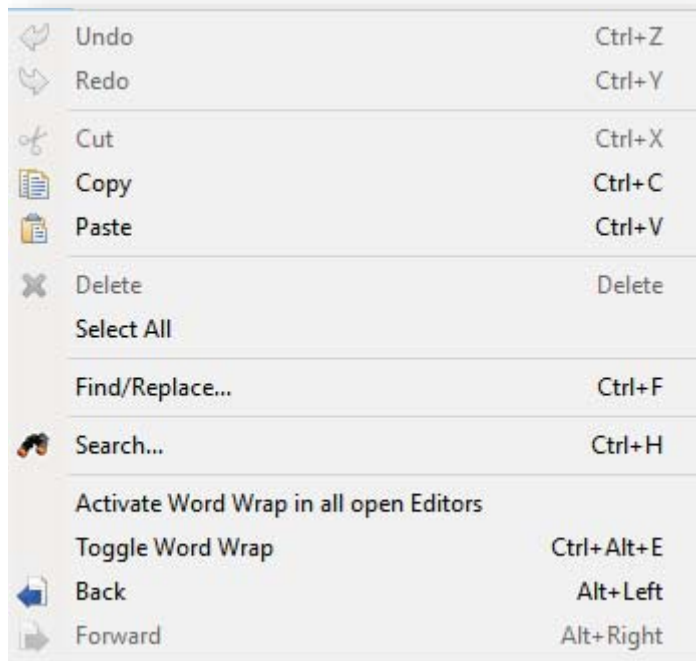 Undo Ctrl+Z
Redo Ctrl+Y
Cut Ctrl+X
Copy Ctrl+C
Paste Ctrl+V
Delete Delete
Select All
Find/Replace... Ctrl+F
Search... Ctrl+H
Activate Word Wrap in all open Editors
Toggle Word Wrap Ctrl+Alt+E
Back Alt+Left
Forward Alt+Right